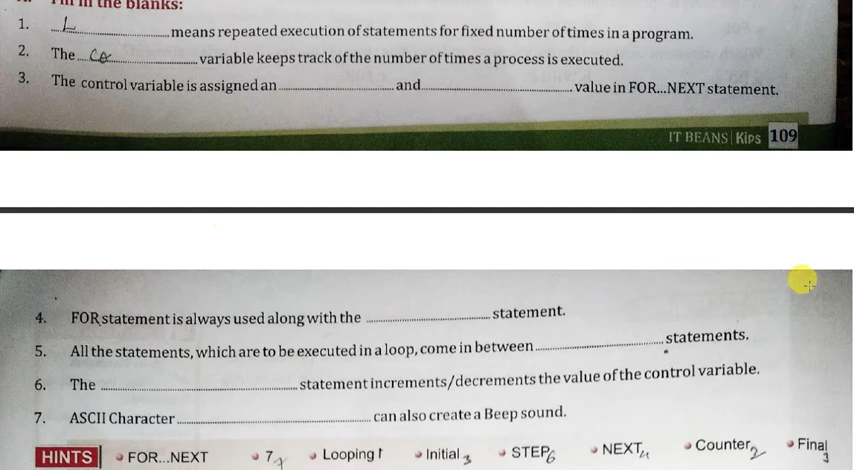 Fill in the blanks:
1. L means repeated execution of statements for fixed number of times in a program.
2. The Co variable keeps track of the number of times a process is executed.
3. The control variable is assigned an and value in FOR...NEXT statement.
IT BEANS | Kips 109
4. FOR statement is always used along with the statement.
5. All the statements, which are to be executed in a loop, come in between statements.
6. The statement increments/decrements the value of the control variable.
7. ASCII Character can also create a Beep sound.
HINTS FOR...NEXT 7 7 Looping 1 Initial 3 STEP 6 NEXT 4 Counter 2 Final 3